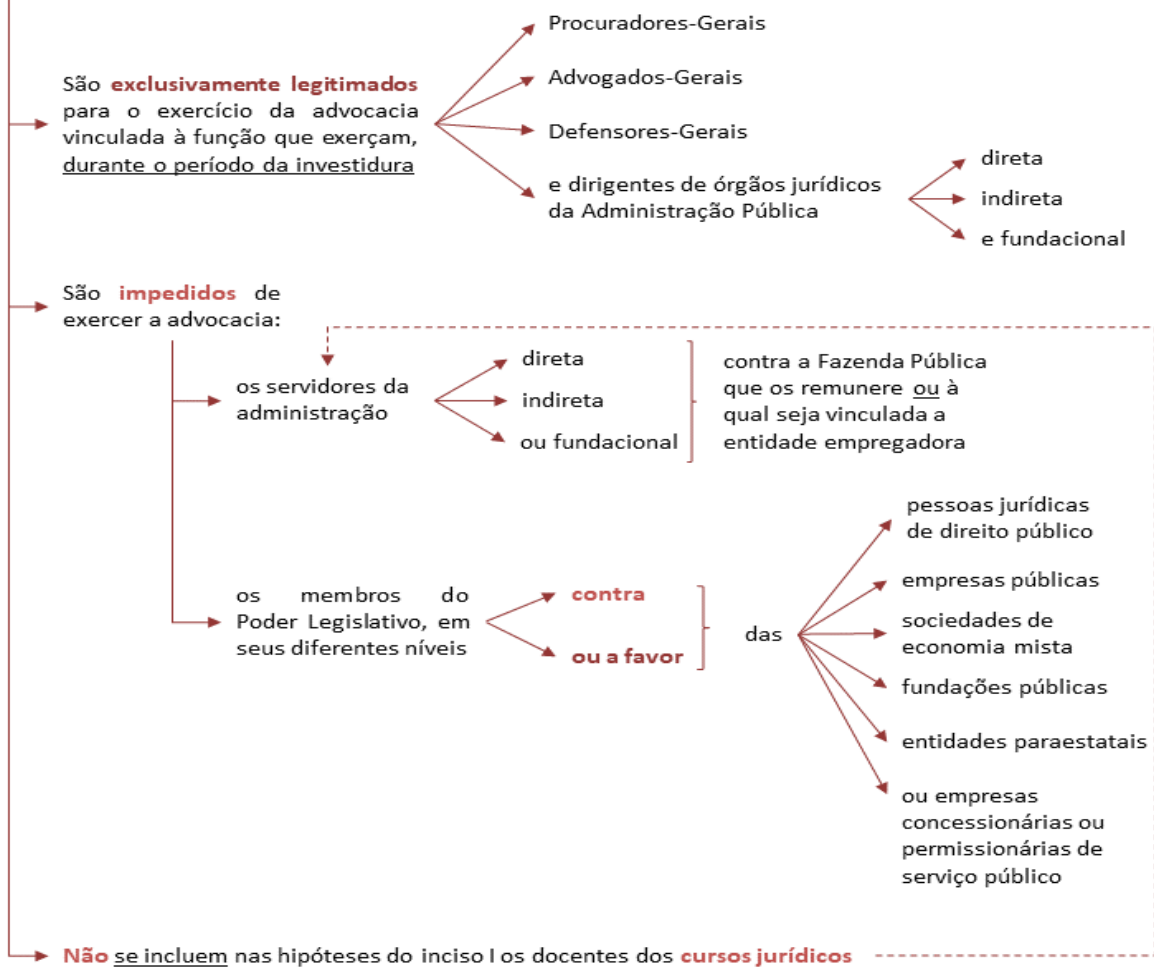 Procuradores-Gerais
São exclusivamente legitimados
para o exercício da advocacia
vinculada à função que exerçam,
durante o período da investidura
Advogados-Gerais
Defensores-Gerais
e dirigentes de órgãos jurídicos
da Administração Pública
direta
indireta
e fundacional
São impedidos de
exercer a advocacia:
os servidores da
administração
direta
indireta
ou fundacional
contra a Fazenda Pública
que os remunere ou à
qual seja vinculada a
entidade empregadora
os membros do
Poder Legislativo, em
seus diferentes níveis
contra
ou a favor
das
pessoas jurídicas
de direito público
empresas públicas
sociedades de
economia mista
fundações públicas
entidades paraestatais
ou empresas
concessionárias ou
permissionárias de
serviço público
Não se incluem nas hipóteses do inciso I os docentes dos cursos jurídicos